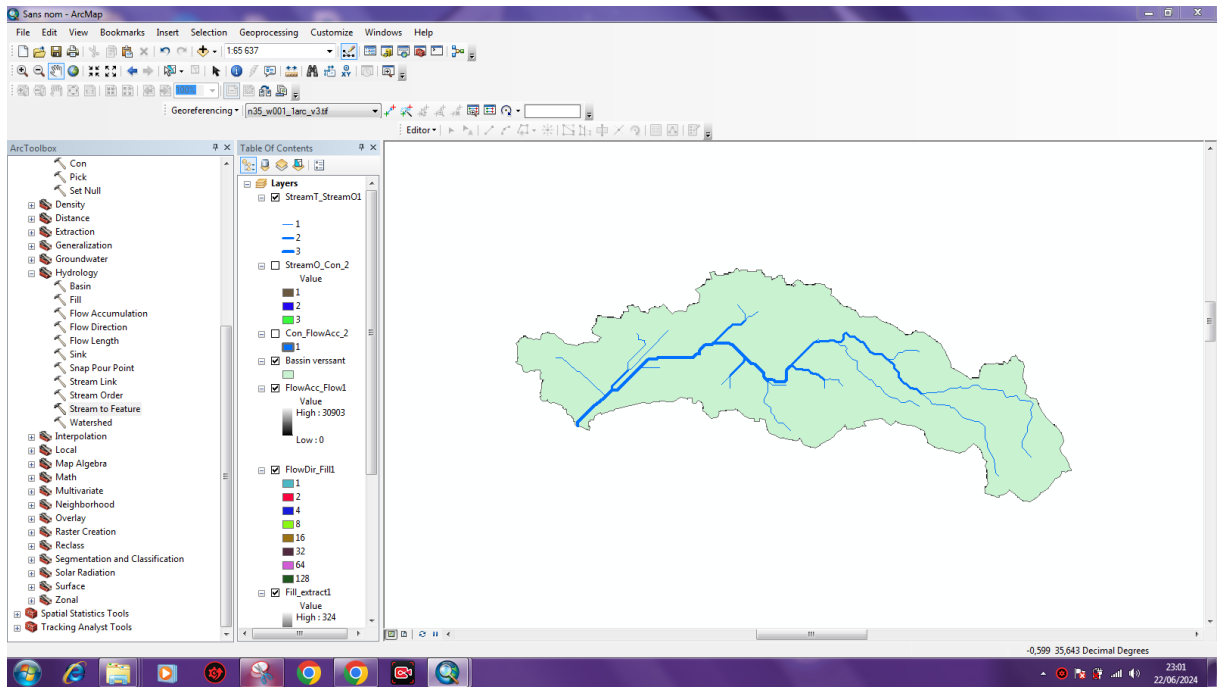 Sans nom - ArcMap
File Edit View Bookmarks Insert Selection Geoprocessing Customize Windows Help
1:65 637
100%
Georeferencing n35_w001_1arc_v3.tif
Editor
ArcToolbox
Con
Pick
Set Null
Density
Distance
Extraction
Generalization
Groundwater
Hydrology
Basin
Fill
Flow Accumulation
Flow Direction
Flow Length
Sink
Snap Pour Point
Stream Link
Stream Order
Stream to Feature
Watershed
Interpolation
Local
Map Algebra
Math
Multivariate
Neighborhood
Overlay
Raster Creation
Reclass
Segmentation and Classification
Solar Radiation
Surface
Zonal
Spatial Statistics Tools
Tracking Analyst Tools
Table Of Contents
Layers
StreamT_StreamO1
1
2
3
StreamO_Con_2
Value
1
2
3
Con_FlowAcc_2
1
Bassin verssant
FlowAcc_Flow1
Value
High : 30903
Low : 0
FlowDir_Fill1
1
2
4
8
16
32
64
128
Fill_extract1
Value
High : 324
-0,599 35,643 Decimal Degrees
23:01
22/06/2024